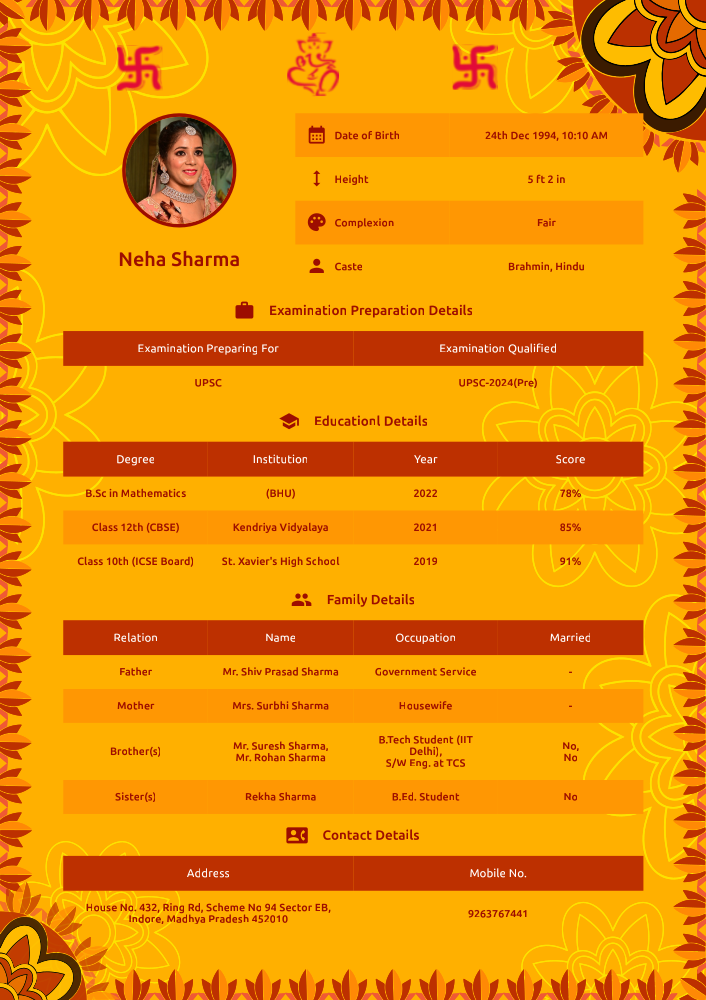 Date of Birth 24th Dec 1994, 10:10 AM
Height 5 ft 2 in
Complexion Fair
Caste Brahmin, Hindu
Neha Sharma
Examination Preparation Details
Examination Preparing For Examination Qualified
UPSC UPSC-2024(Pre)
Educationl Details
Degree Institution Year Score
B.Sc in Mathematics (BHU) 2022 78%
Class 12th (CBSE) Kendriya Vidyalaya 2021 85%
Class 10th (ICSE Board) St. Xavier's High School 2019 91%
Family Details
Relation Name Occupation Married
Father Mr. Shiv Prasad Sharma Government Service -
Mother Mrs. Surbhi Sharma Housewife -
Brother(s)
Mr. Suresh Sharma,
Mr. Rohan Sharma
B.Tech Student (IIT
Delhi),
S/W Eng. at TCS
No,
No
Sister(s) Rekha Sharma B.Ed. Student No
Contact Details
Address Mobile No.
House No. 432, Ring Rd, Scheme No 94 Sector EB,
Indore, Madhya Pradesh 452010
9263767441